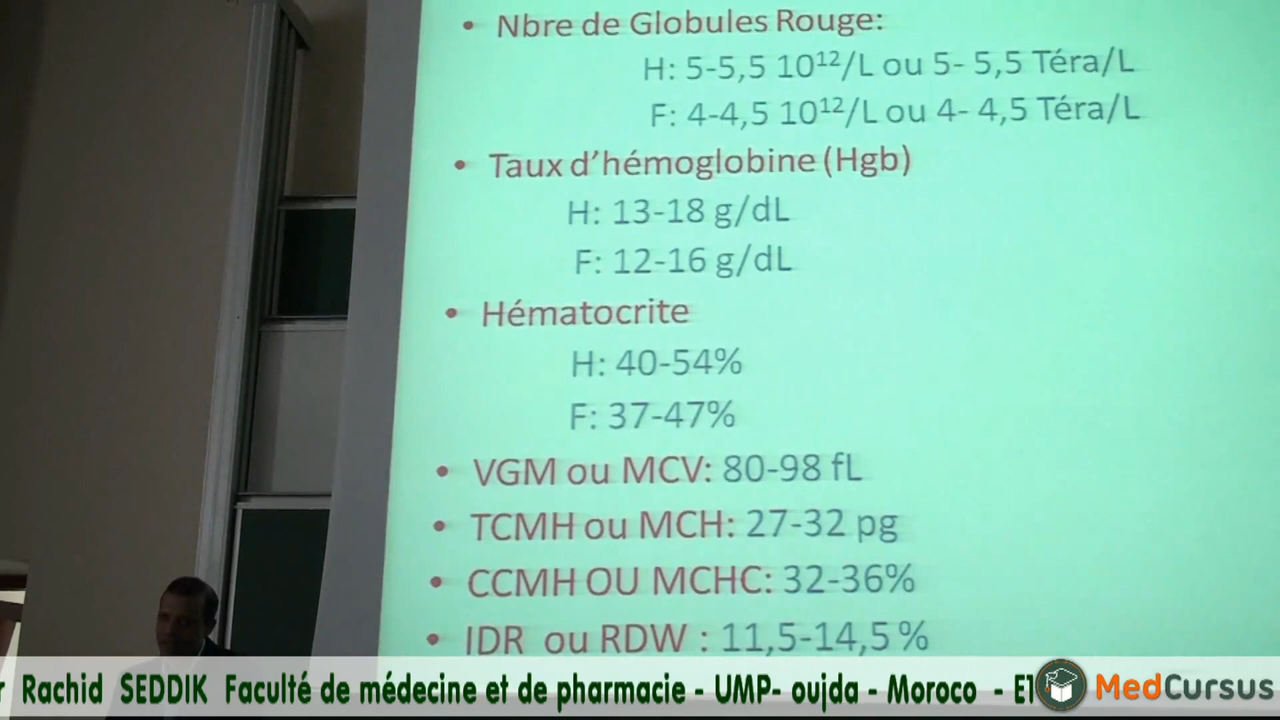 • Nbre de Globules Rouge:
H: 5-5,5 10¹²/L ou 5- 5,5 Téra/L
F: 4-4,5 10¹²/L ou 4- 4,5 Téra/L
• Taux d'hémoglobine (Hgb)
H: 13-18 g/dL
F: 12-16 g/dL
• Hématocrite
H: 40-54%
F: 37-47%
• VGM ou MCV: 80-98 fL
• TCMH ou MCH: 27-32 pg
• CCMH OU MCHC: 32-36%
• IDR ou RDW : 11,5-14,5 %
r Rachid SEDDIK Faculté de médecine et de pharmacie - UMP- oujda - Moroco - E1
MedCursus